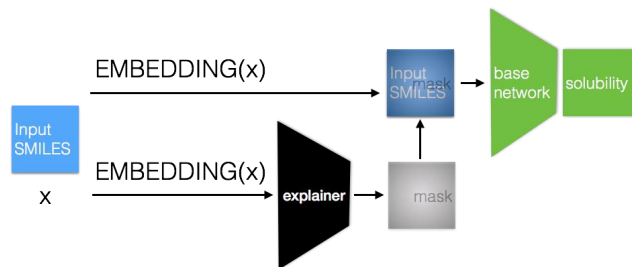 EMBEDDING(x)
Input mask
SMILES
base
network
solubility
Input
SMILES
x
EMBEDDING(x)
explainer
mask